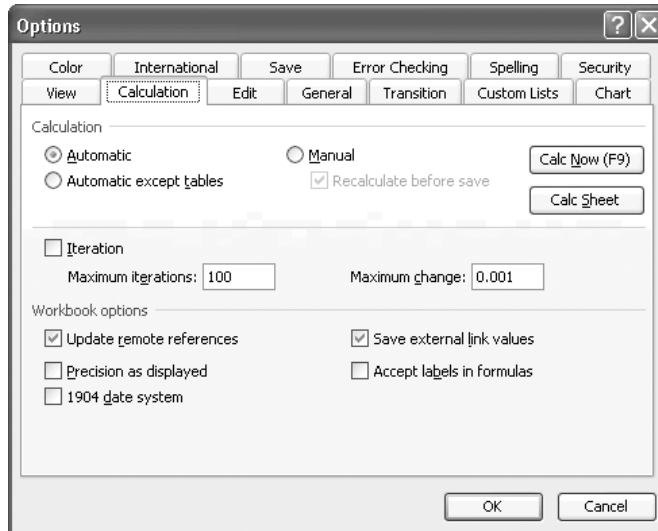 Options
Color International Save Error Checking Spelling Security
View Calculation Edit General Transition Custom Lists Chart
Calculation
Automatic Manual Calc Now (F9)
Automatic except tables Recalculate before save
Calc Sheet
Iteration
Maximum iterations: 100 Maximum change: 0.001
Workbook options
Update remote references Save external link values
Precision as displayed Accept labels in formulas
1904 date system
OK Cancel